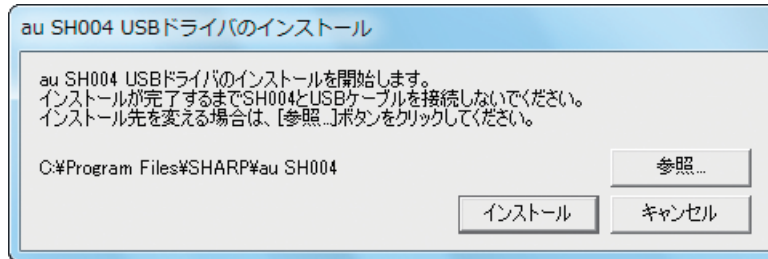 au SH004 USBドライバのインストール
au SH004 USBドライバのインストールを開始します。
インストールが完了するまでSH004とUSBケーブルを接続しないでください。
インストール先を変える場合は、[参照...]ボタンをクリックしてください。
C:¥Program Files¥SHARP¥au SH004
参照...
インストール
キャンセル